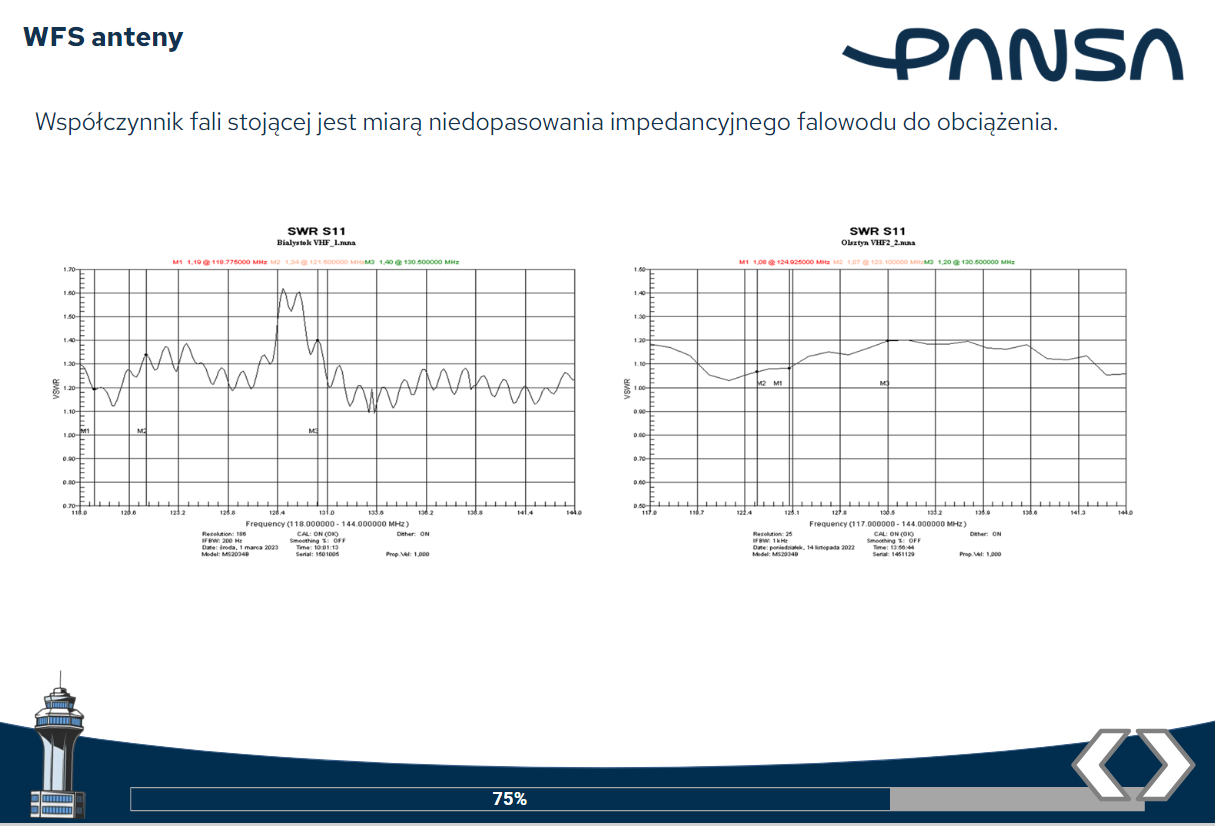 WFS anteny
PANSA
Współczynnik fali stojącej jest miarą niedopasowania impedancyjnego falowodu do obciążenia.
SWR S11
Bialystok VHF_1.mna
M1 1,19 @ 118.775000 MHz M2 1,34 @ 121.500000 MHz M3 1,40 @ 130.500000 MHz
1.70
1.60
1.50
1.40
1.30
1.20
1.10
1.00
0.90
0.80
0.70
VSWR
M1 M2 M3
118.0 120.6 123.2 125.8 128.4 131.0 133.6 136.2 138.8 141.4 144.0
Frequency (118.000000 - 144.000000 MHz)
Resolution: 186 CAL: ON (OK) Dither: ON
IFBW: 200 Hz Smoothing %: OFF
Date: środa, 1 marca 2023 Time: 10:01:13
Model: MS2034B Serial: 1501005 Prop.Vel: 1,000
SWR S11
Olsztyn VHF2_2.mna
M1 1,08 @ 124.925000 MHz M2 1,07 @ 123.100000 MHz M3 1,20 @ 130.500000 MHz
1.50
1.40
1.30
1.20
1.10
1.00
0.90
0.80
0.70
0.60
0.50
VSWR
M2 M1 M3
117.0 119.7 122.4 125.1 127.8 130.5 133.2 135.9 138.6 141.3 144.0
Frequency (117.000000 - 144.000000 MHz)
Resolution: 25 CAL: ON (OK) Dither: ON
IFBW: 1 kHz Smoothing %: OFF
Date: poniedziałek, 14 listopada 2022 Time: 13:56:44
Model: MS2034B Serial: 1451129 Prop.Vel: 1,000
75%